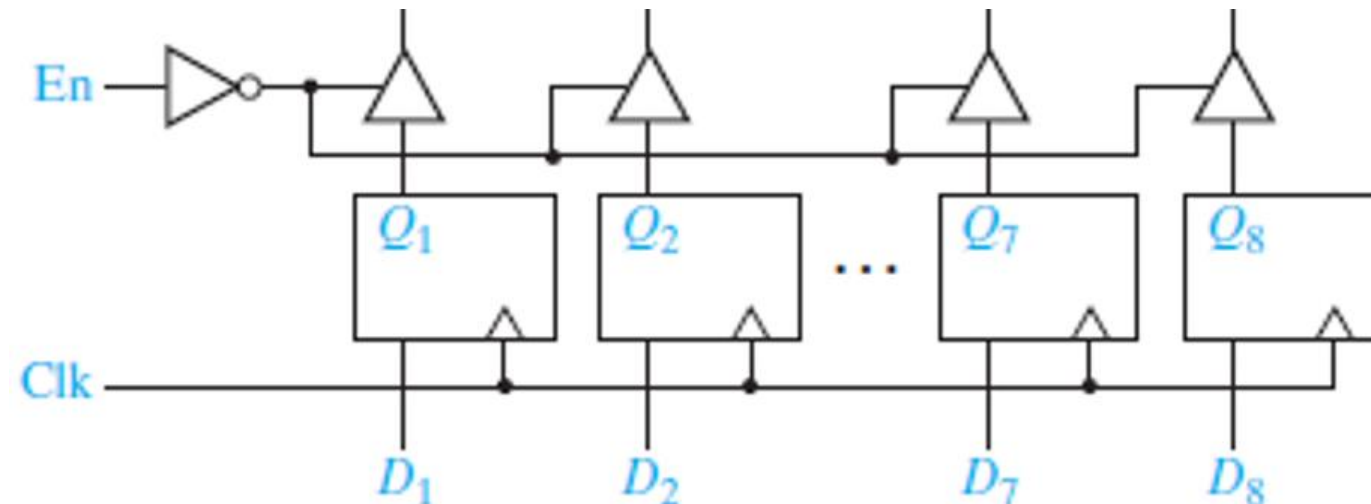 En
Q₁ Q₂ Q₇ Q₈
...
Clk
D₁ D₂ D₇ D₈